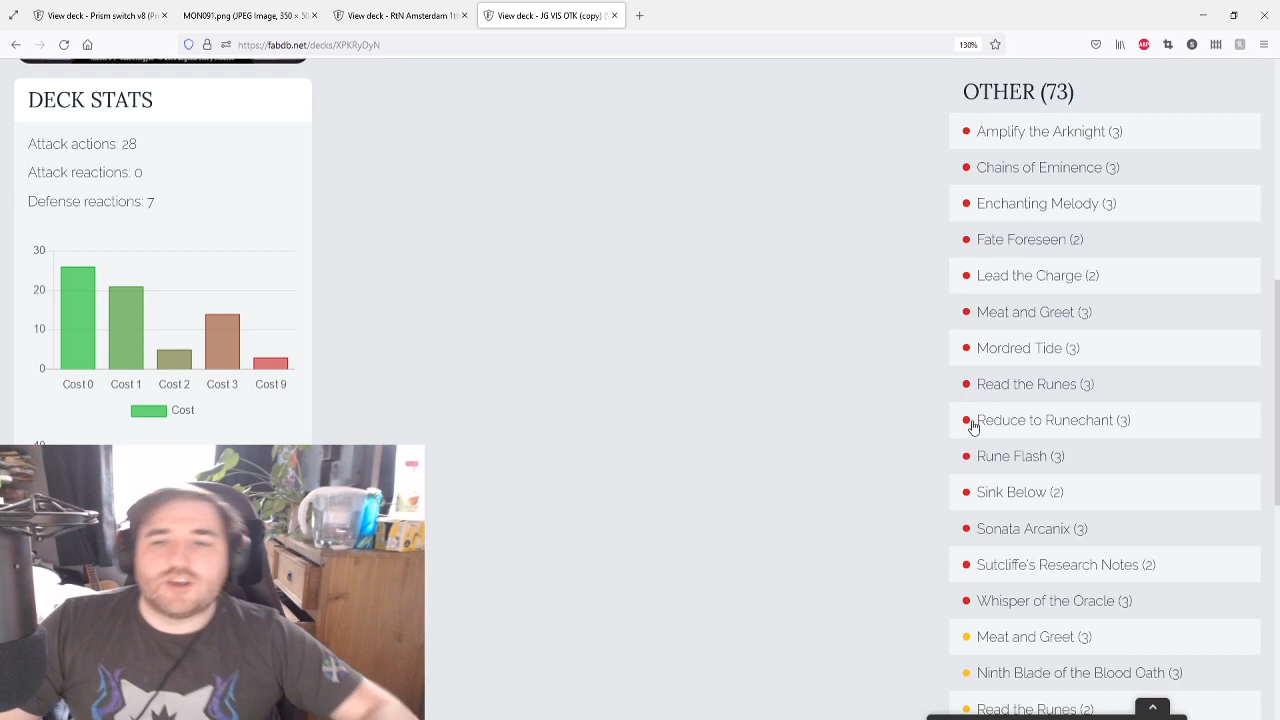 View deck - Prism switch v8 (Pri
MON091.png (JPEG Image, 350 × 50
View deck - RtN Amsterdam 1th
View deck - JG VIS OTK (copy) (V
https://fabdb.net/decks/XPKRyDyN
130%
DECK STATS
Attack actions: 28
Attack reactions: 0
Defense reactions: 7
30
20
10
0
Cost 0 Cost 1 Cost 2 Cost 3 Cost 9
Cost
OTHER (73)
Amplify the Arknight (3)
Chains of Eminence (3)
Enchanting Melody (3)
Fate Foreseen (2)
Lead the Charge (2)
Meat and Greet (3)
Mordred Tide (3)
Read the Runes (3)
Reduce to Runechant (3)
Rune Flash (3)
Sink Below (2)
Sonata Arcanix (3)
Sutcliffe's Research Notes (2)
Whisper of the Oracle (3)
Meat and Greet (3)
Ninth Blade of the Blood Oath (3)
Read the Runes (2)